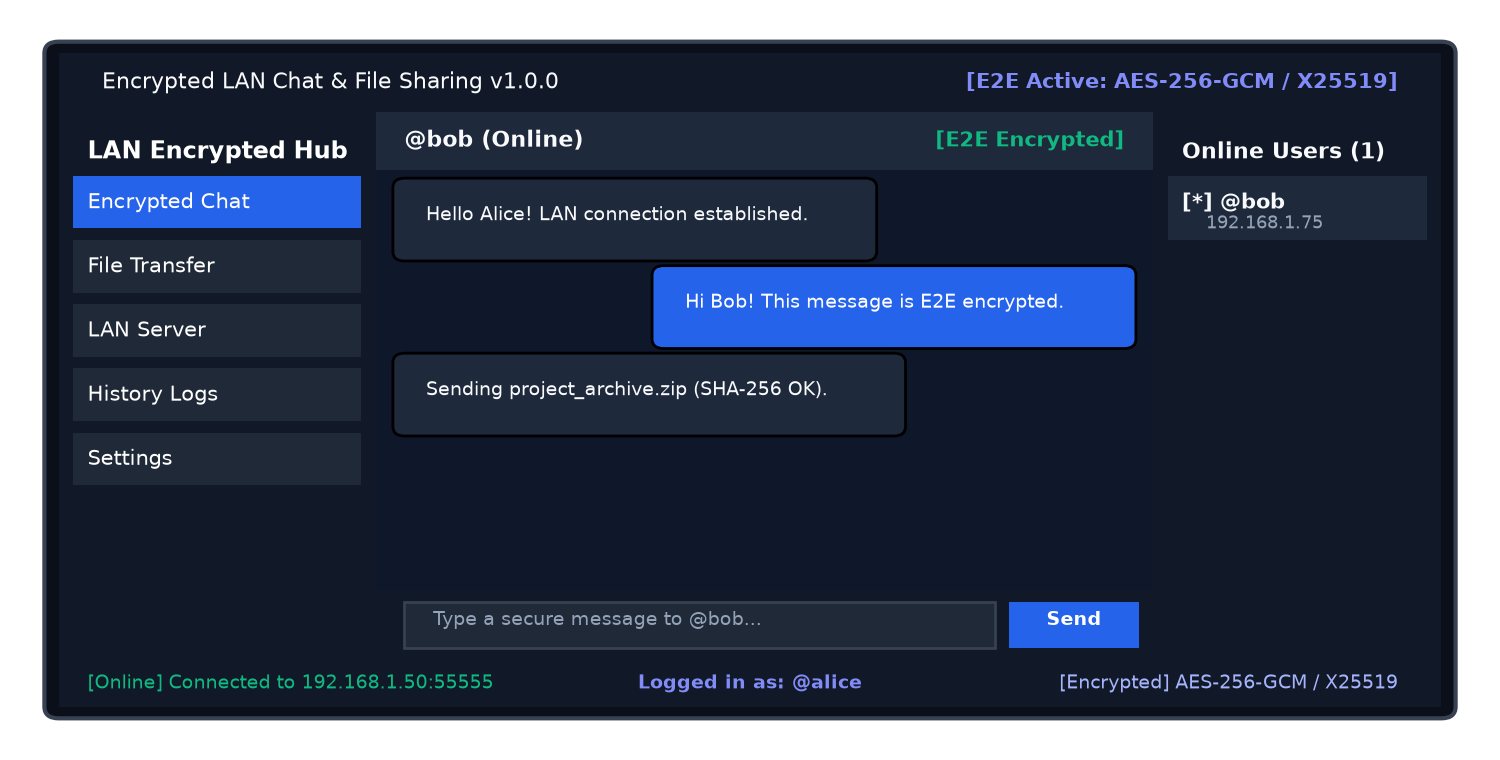 Encrypted LAN Chat & File Sharing v1.0.0
[E2E Active: AES-256-GCM / X25519]
LAN Encrypted Hub
Encrypted Chat
File Transfer
LAN Server
History Logs
Settings
@bob (Online)
[E2E Encrypted]
Hello Alice! LAN connection established.
Hi Bob! This message is E2E encrypted.
Sending project_archive.zip (SHA-256 OK).
Type a secure message to @bob...
Send
Online Users (1)
[*] @bob
192.168.1.75
[Online] Connected to 192.168.1.50:55555
Logged in as: @alice
[Encrypted] AES-256-GCM / X25519